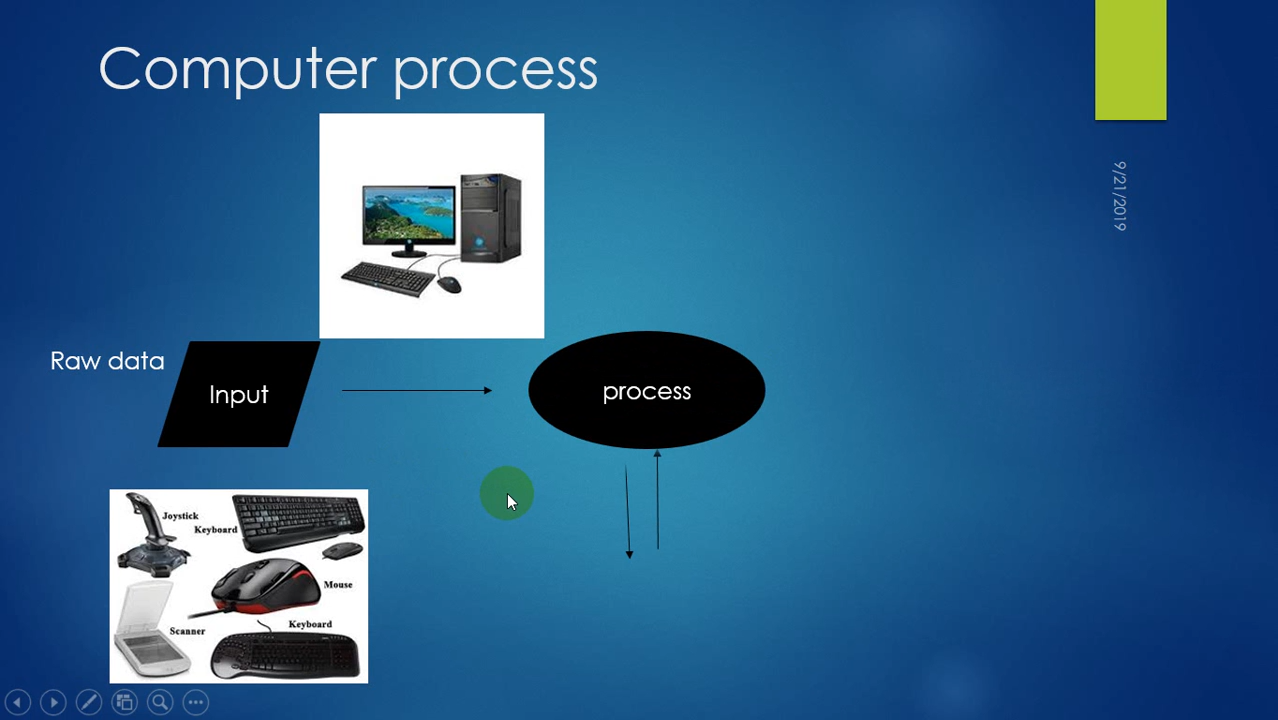 Computer process
9/21/2019
Raw data
Input
process
Joystick
Keyboard
Mouse
Scanner
Keyboard